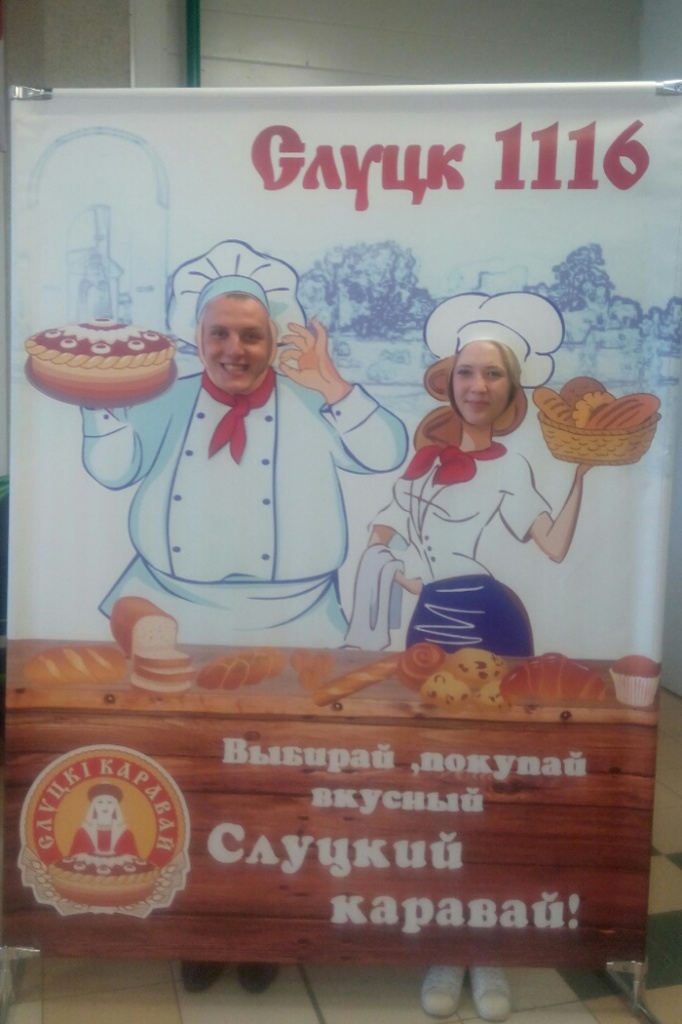 Слуцк 1116
СЛУЦКІ КАРАВАЙ
Выбирай ,покупай
вкусный
Слуцкий
каравай!